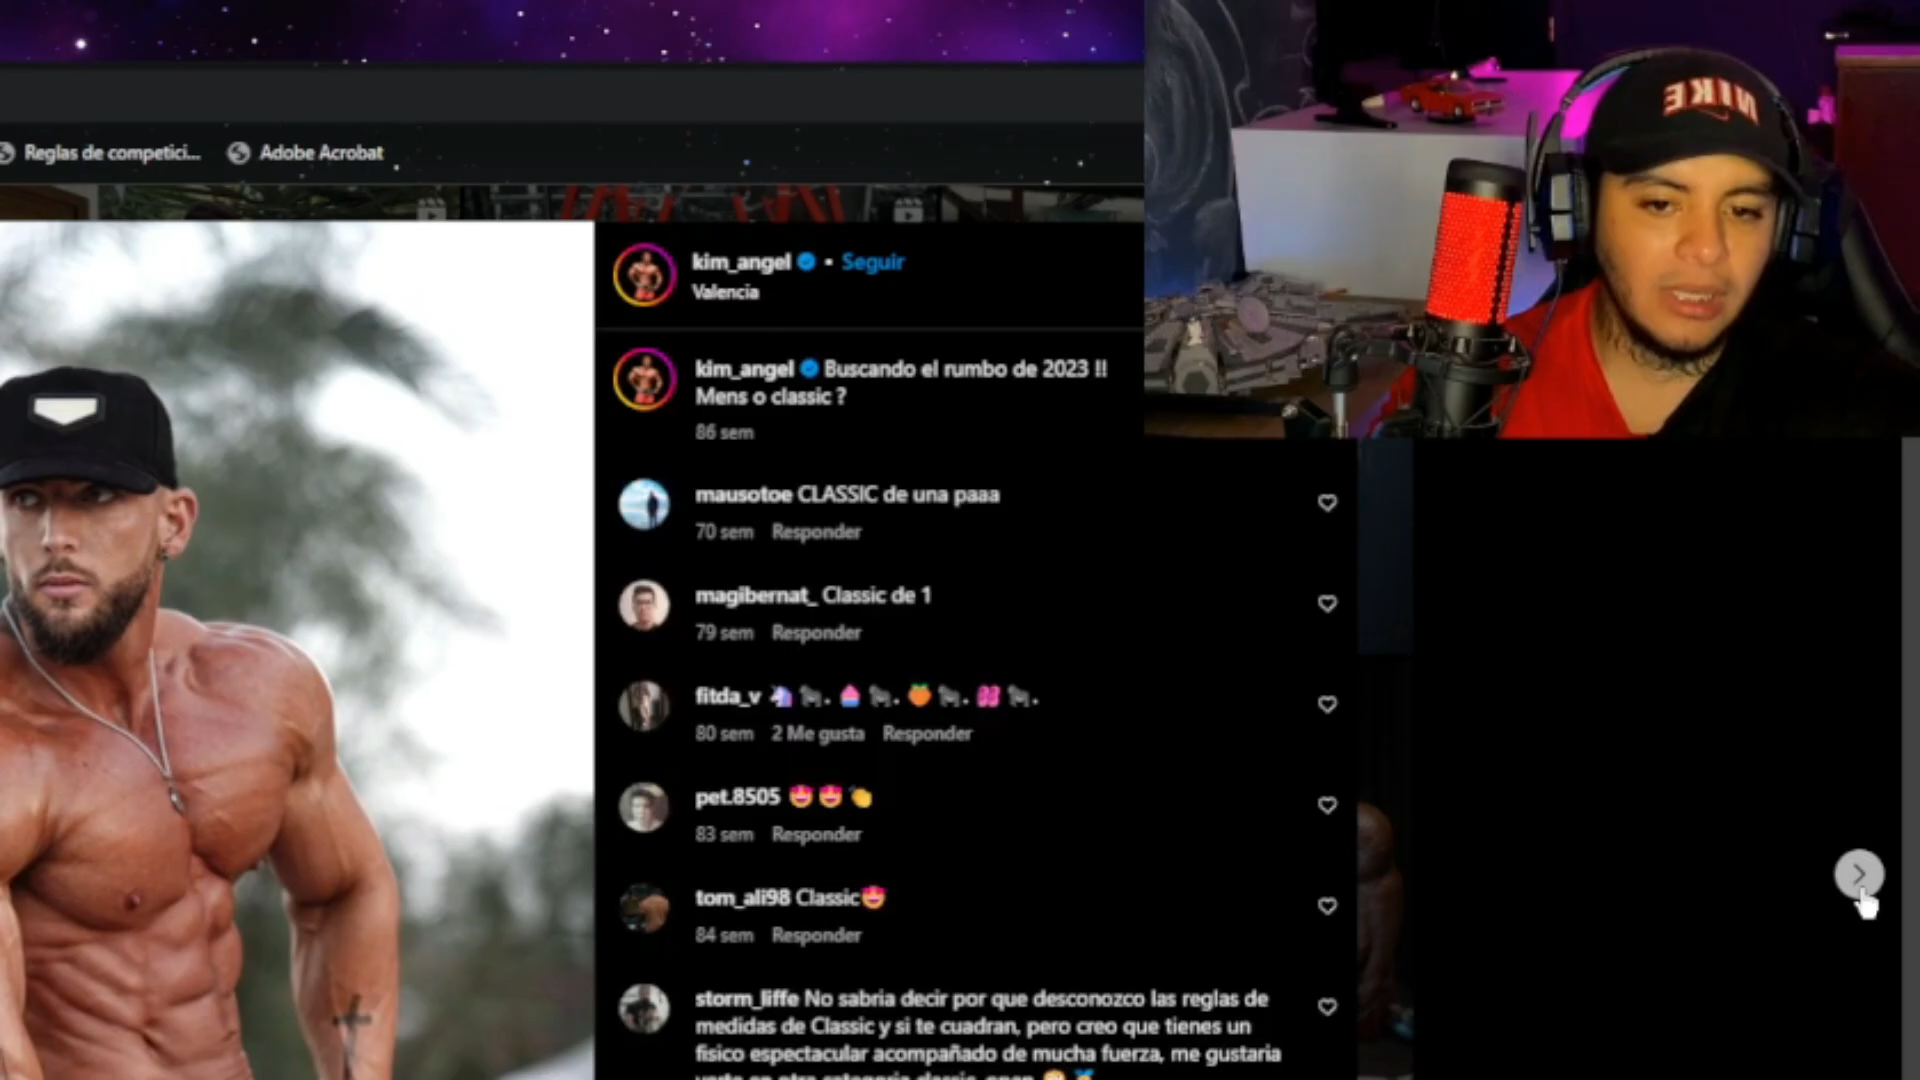 NIKE
Reglas de competici... Adobe Acrobat
kim_angel • Seguir
Valencia
kim_angel Buscando el rumbo de 2023 !!
Mens o classic ?
86 sem
mausotoe CLASSIC de una paaa
70 sem Responder
magibernat_ Classic de 1
79 sem Responder
fitda_v 🦄🐩. 🧁🐩. 🍑🐩. 🩰🐩.
80 sem 2 Me gusta Responder
pet.8505 🤩🤩👏
83 sem Responder
tom_ali98 Classic🤩
84 sem Responder
storm_liffe No sabria decir por que desconozco las reglas de
medidas de Classic y si te cuadran, pero creo que tienes un
fisico espectacular acompañado de mucha fuerza, me gustaria